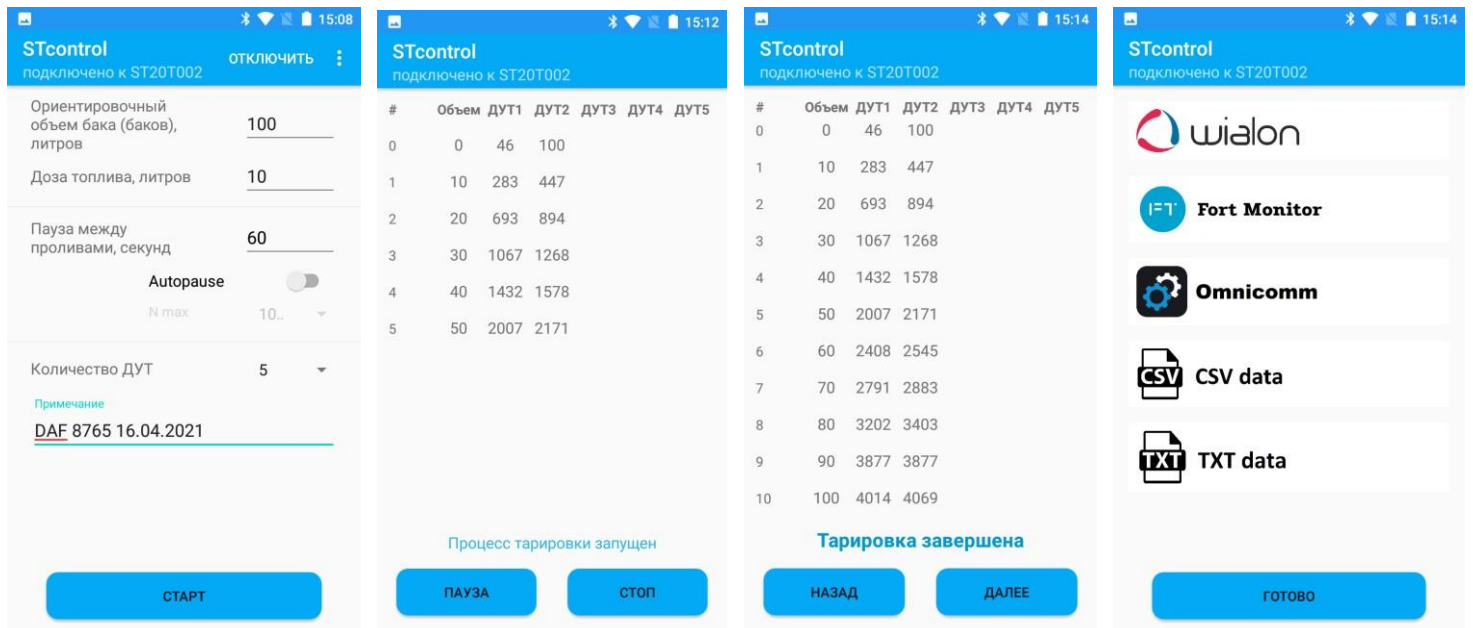 15:08
STcontrol
подключено к ST20T002
ОТКЛЮЧИТЬ
Ориентировочный
объем бака (баков),
литров
100
Доза топлива, литров
10
Пауза между
проливами, секунд
60
Autopause
N max
10..
Количество ДУТ
5
Примечание
DAF 8765 16.04.2021
СТАРТ
15:12
STcontrol
подключено к ST20T002
# Объем ДУТ1 ДУТ2 ДУТ3 ДУТ4 ДУТ5
0 0 46 100
1 10 283 447
2 20 693 894
3 30 1067 1268
4 40 1432 1578
5 50 2007 2171
Процесс тарировки запущен
ПАУЗА СТОП
15:14
STcontrol
подключено к ST20T002
# Объем ДУТ1 ДУТ2 ДУТ3 ДУТ4 ДУТ5
0 0 46 100
1 10 283 447
2 20 693 894
3 30 1067 1268
4 40 1432 1578
5 50 2007 2171
6 60 2408 2545
7 70 2791 2883
8 80 3202 3403
9 90 3877 3877
10 100 4014 4069
Тарировка завершена
НАЗАД ДАЛЕЕ
15:14
STcontrol
подключено к ST20T002
wialon
FT Fort Monitor
Omnicomm
CSV CSV data
TXT TXT data
ГОТОВО